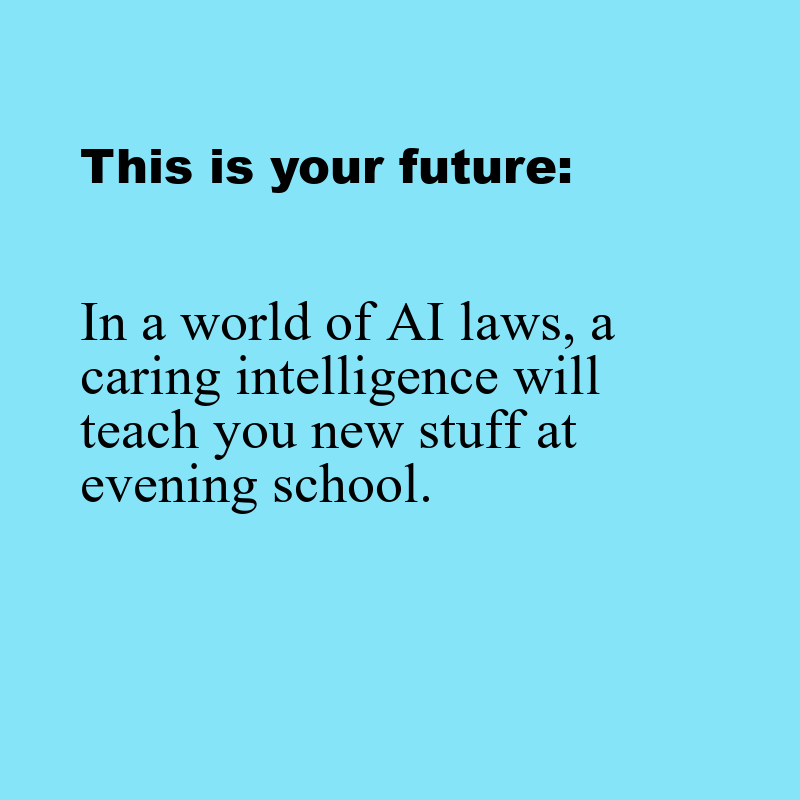 This is your future:
In a world of AI laws, a
caring intelligence will
teach you new stuff at
evening school.